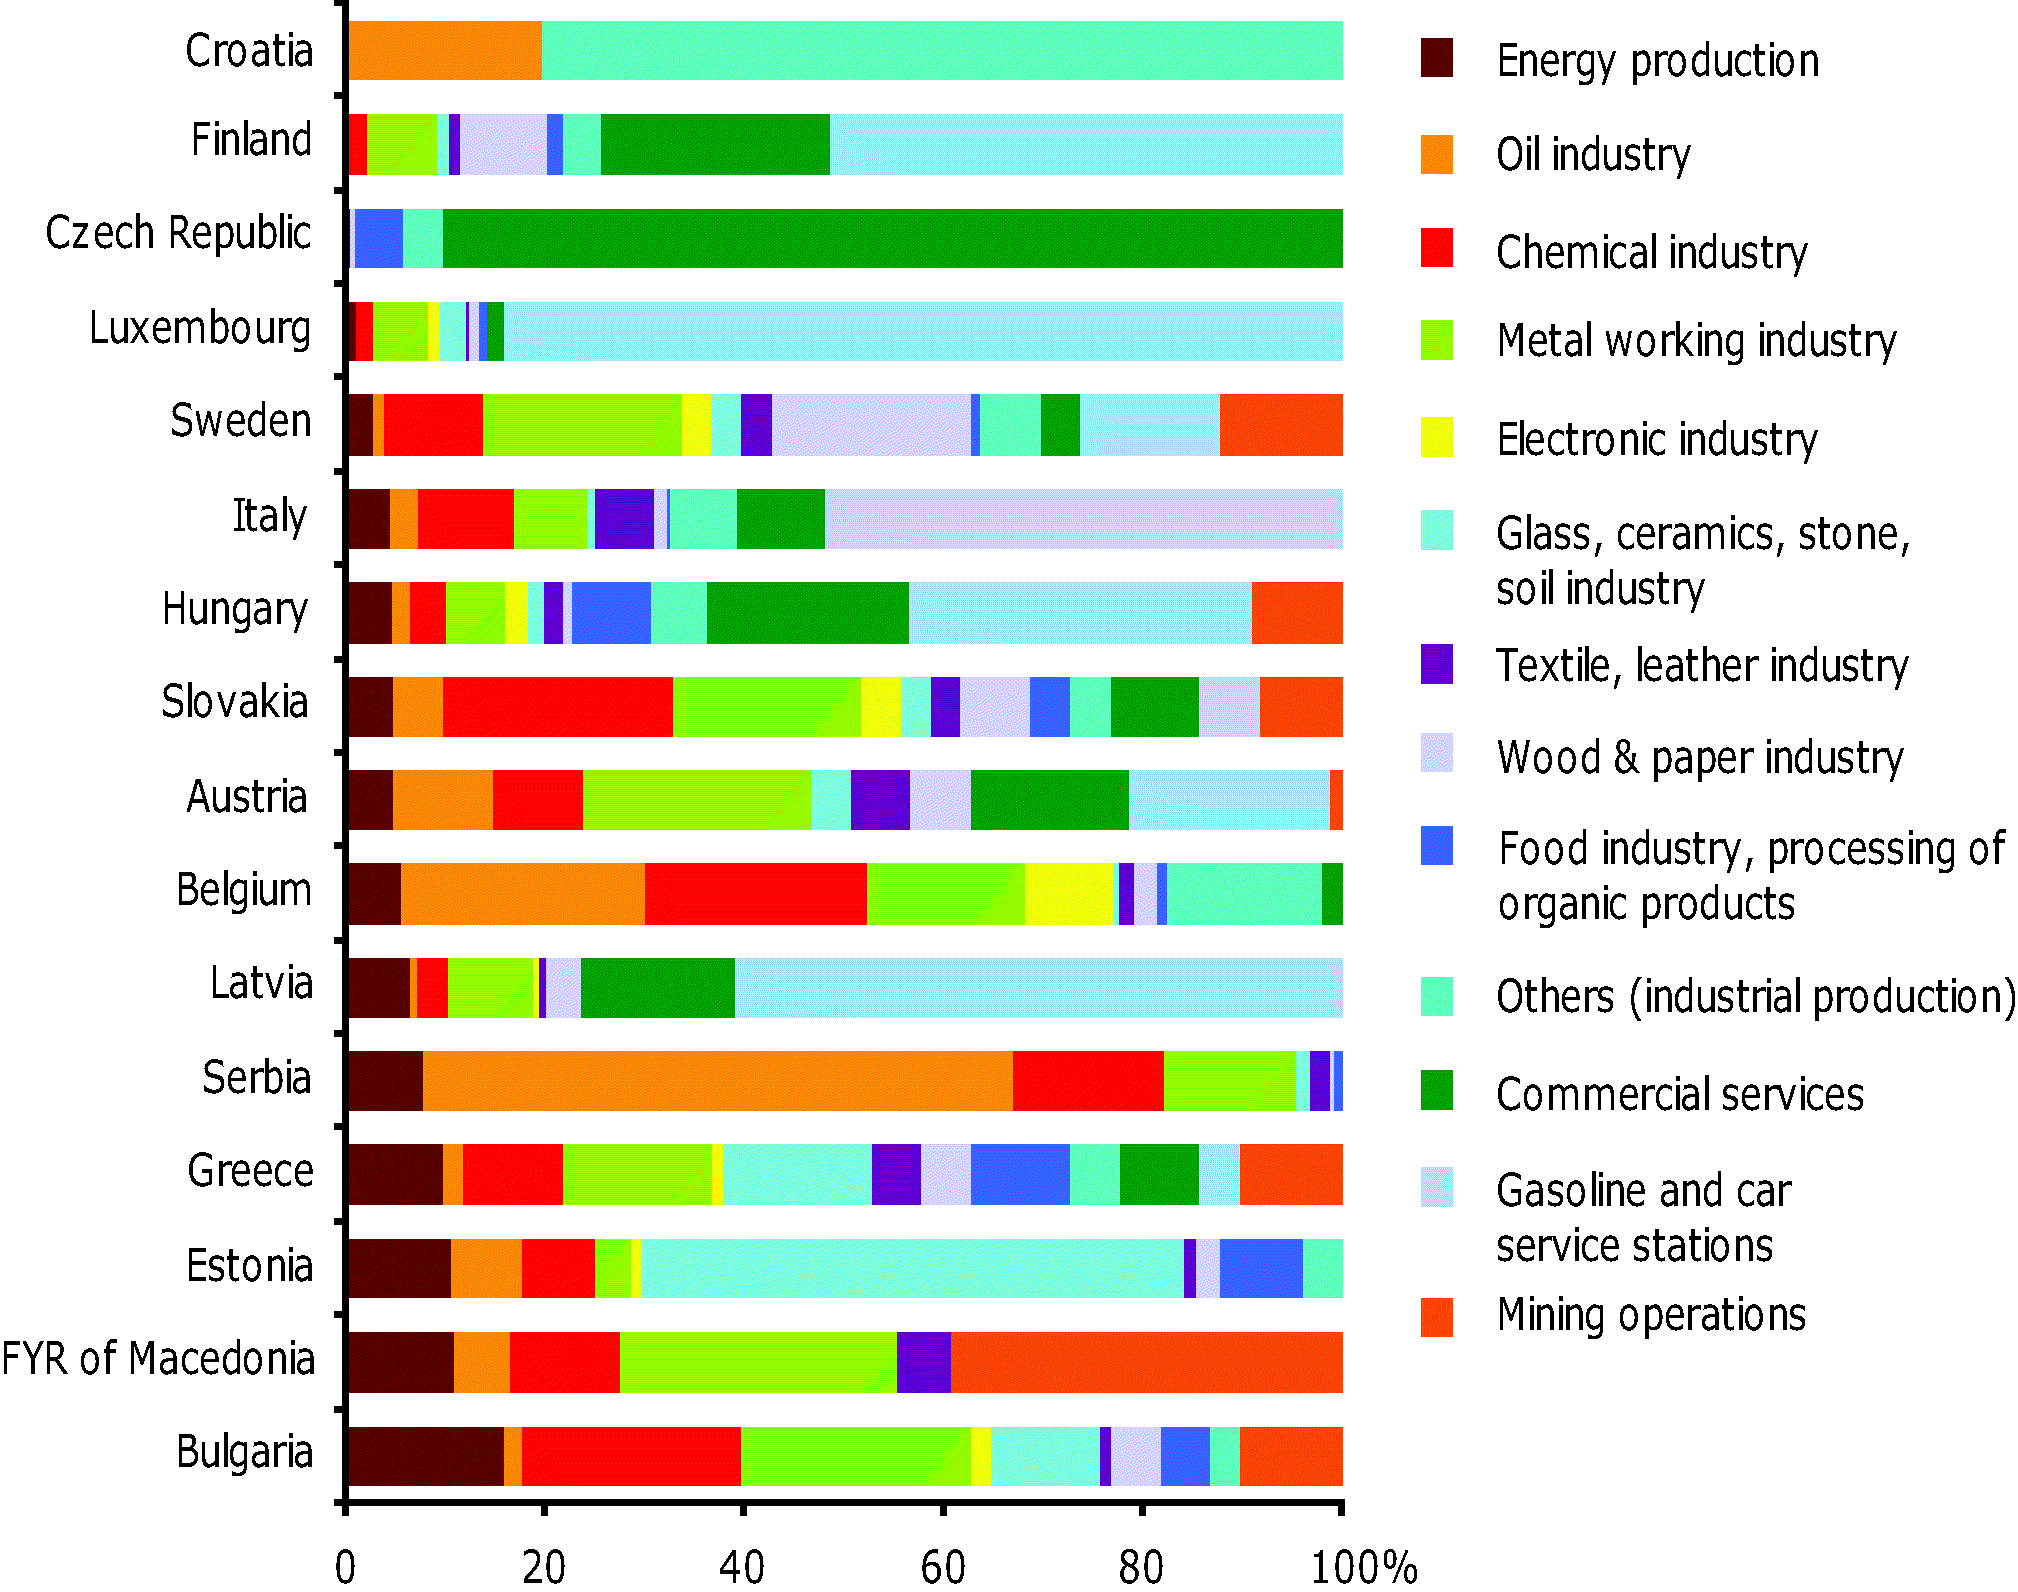 Croatia
Finland
Czech Republic
Luxembourg
Sweden
Italy
Hungary
Slovakia
Austria
Belgium
Latvia
Serbia
Greece
Estonia
FYR of Macedonia
Bulgaria
0 20 40 60 80 100%
Energy production
Oil industry
Chemical industry
Metal working industry
Electronic industry
Glass, ceramics, stone,
soil industry
Textile, leather industry
Wood & paper industry
Food industry, processing of
organic products
Others (industrial production)
Commercial services
Gasoline and car
service stations
Mining operations